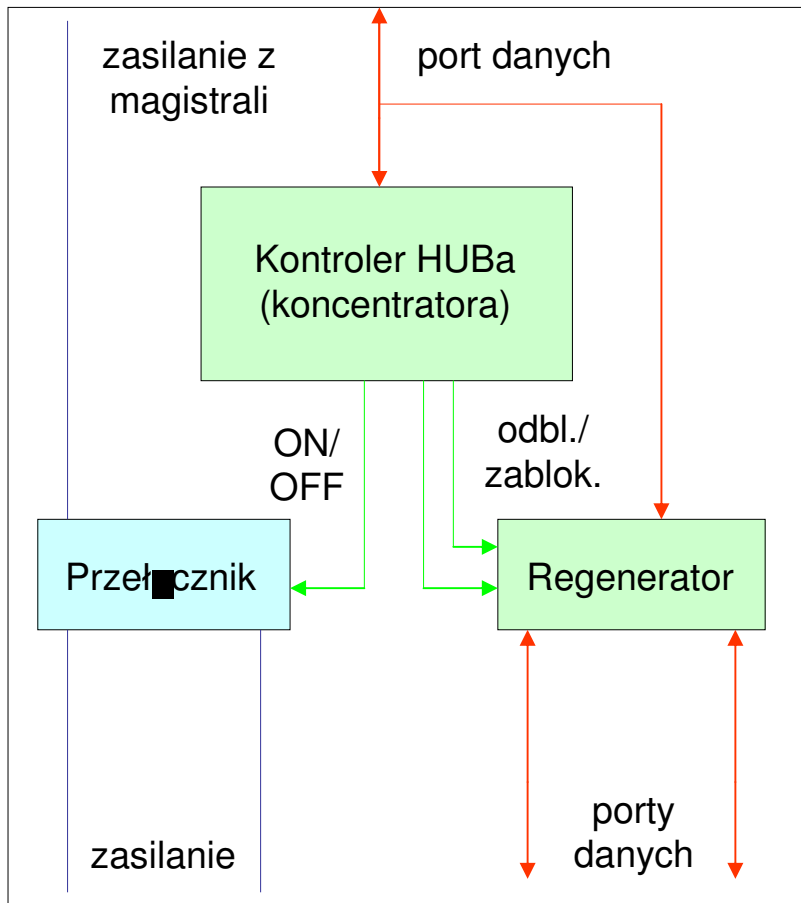 zasilanie z
magistrali
port danych
Kontroler HUBa
(koncentratora)
ON/
OFF
odbl./
zablok.
Regenerator
zasilanie
porty
danych